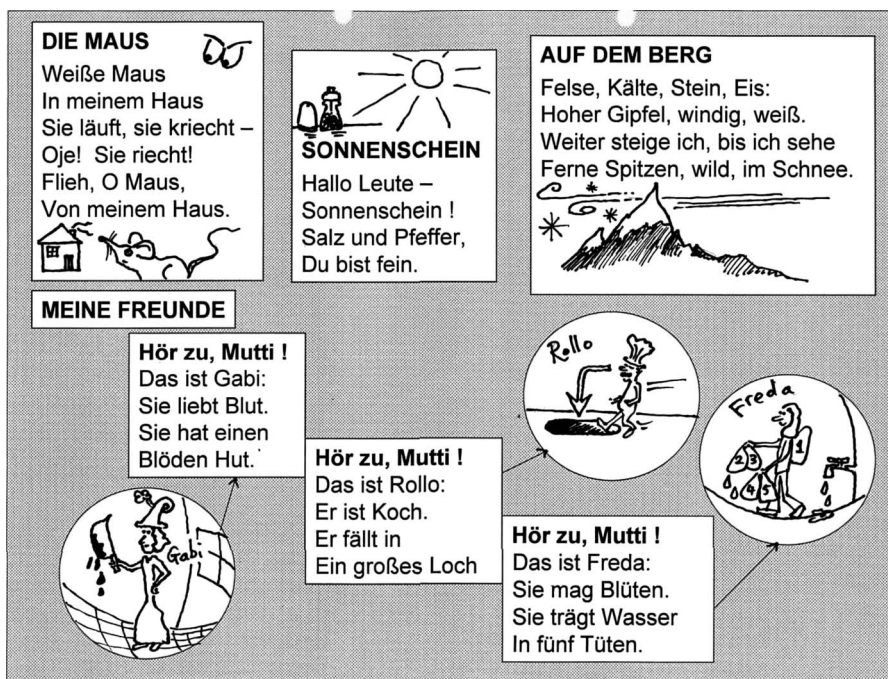 DIE MAUS
Weiße Maus
In meinem Haus
Sie läuft, sie kriecht –
Oje! Sie riecht!
Flieh, O Maus,
Von meinem Haus.
SONNENSCHEIN
Hallo Leute –
Sonnenschein !
Salz und Pfeffer,
Du bist fein.
AUF DEM BERG
Felse, Kälte, Stein, Eis:
Hoher Gipfel, windig, weiß.
Weiter steige ich, bis ich sehe
Ferne Spitzen, wild, im Schnee.
MEINE FREUNDE
Hör zu, Mutti !
Das ist Gabi:
Sie liebt Blut.
Sie hat einen
Blöden Hut.
Gabi
Hör zu, Mutti !
Das ist Rollo:
Er ist Koch.
Er fällt in
Ein großes Loch
Rollo
Hör zu, Mutti !
Das ist Freda:
Sie mag Blüten.
Sie trägt Wasser
In fünf Tüten.
Freda
1
2 3
4 5